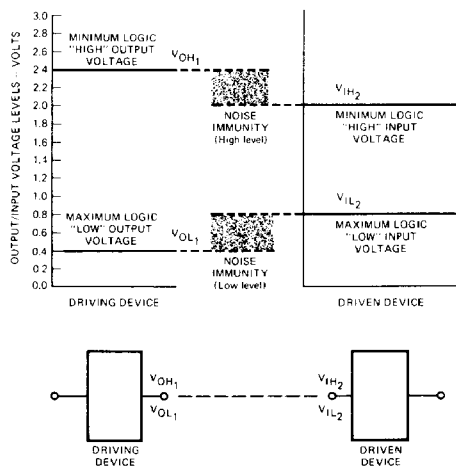 OUTPUT/INPUT VOLTAGE LEVELS – VOLTS
3.0
2.8
2.6
2.4
2.2
2.0
1.8
1.6
1.4
1.2
1.0
0.8
0.6
0.4
0.2
0.0
MINIMUM LOGIC
"HIGH" OUTPUT
VOLTAGE
VOH1
NOISE
IMMUNITY
(High level)
VIH2
MINIMUM LOGIC
"HIGH" INPUT
VOLTAGE
MAXIMUM LOGIC
"LOW" OUTPUT
VOLTAGE
VOL1
NOISE
IMMUNITY
(Low level)
VIL2
MAXIMUM LOGIC
"LOW" INPUT
VOLTAGE
DRIVING DEVICE
DRIVEN DEVICE
VOH1
VOL1
VIH2
VIL2
DRIVING
DEVICE
DRIVEN
DEVICE